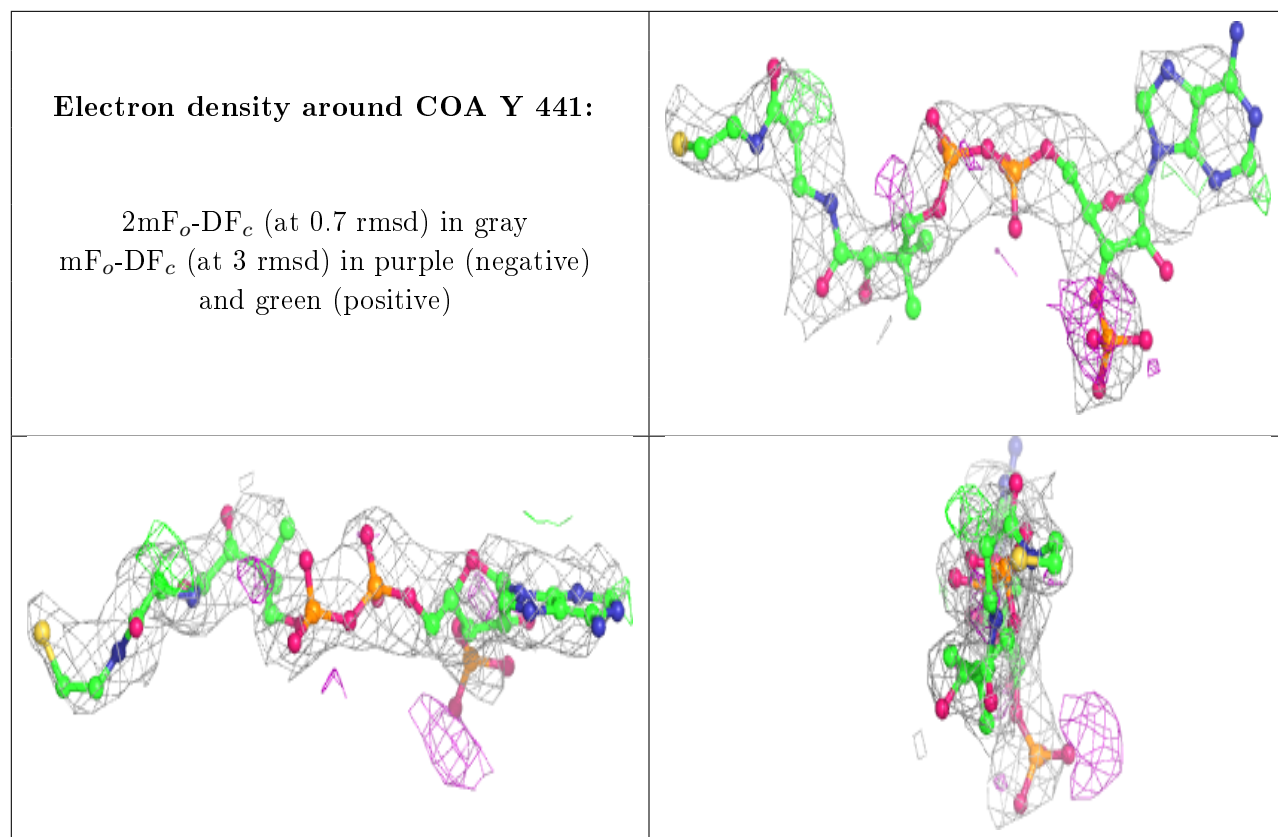 Electron density around COA Y 441:
2mFₒ-DF𝒸 (at 0.7 rmsd) in gray
mFₒ-DF𝒸 (at 3 rmsd) in purple (negative)
and green (positive)